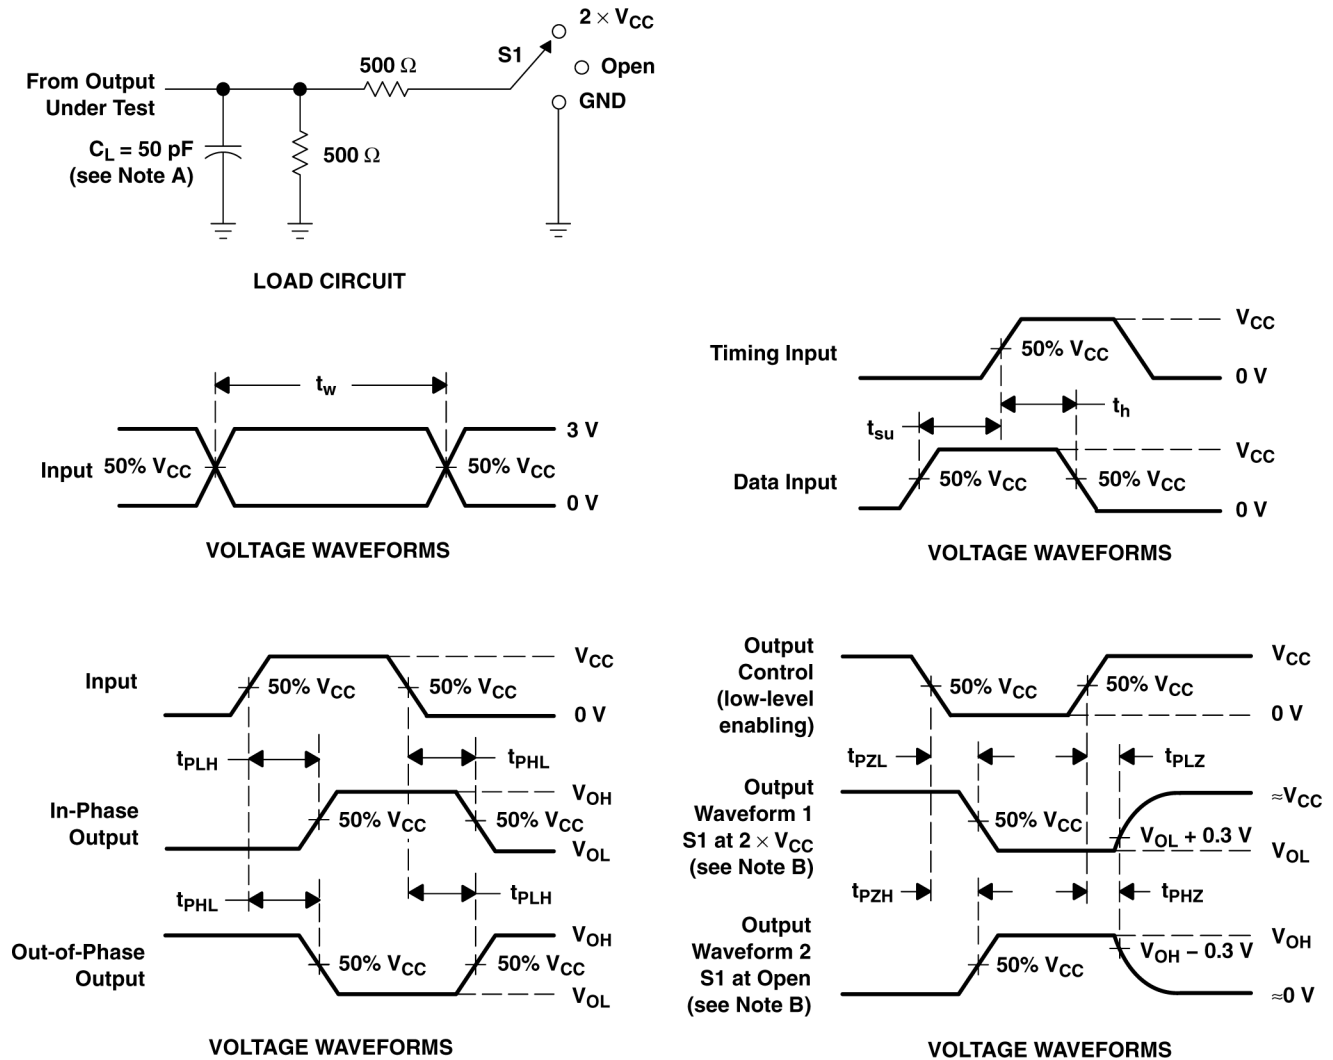 2 × VCC
S1
Open
GND
500 Ω
From Output
Under Test
CL = 50 pF
(see Note A)
500 Ω
LOAD CIRCUIT
tw
3 V
Input
50% VCC
50% VCC
0 V
VOLTAGE WAVEFORMS
VCC
Timing Input
50% VCC
0 V
th
tsu
VCC
Data Input
50% VCC
50% VCC
0 V
VOLTAGE WAVEFORMS
VCC
Input
50% VCC
50% VCC
0 V
tPLH
tPHL
VOH
In-Phase
Output
50% VCC
50% VCC
VOL
tPHL
tPLH
VOH
Out-of-Phase
Output
50% VCC
50% VCC
VOL
VOLTAGE WAVEFORMS
Output
Control
(low-level
enabling)
VCC
50% VCC
50% VCC
0 V
tPZL
tPLZ
Output
Waveform 1
S1 at 2 × VCC
(see Note B)
≈VCC
50% VCC
VOL + 0.3 V
VOL
tPZH
tPHZ
Output
Waveform 2
S1 at Open
(see Note B)
VOH
50% VCC
VOH − 0.3 V
≈0 V
VOLTAGE WAVEFORMS